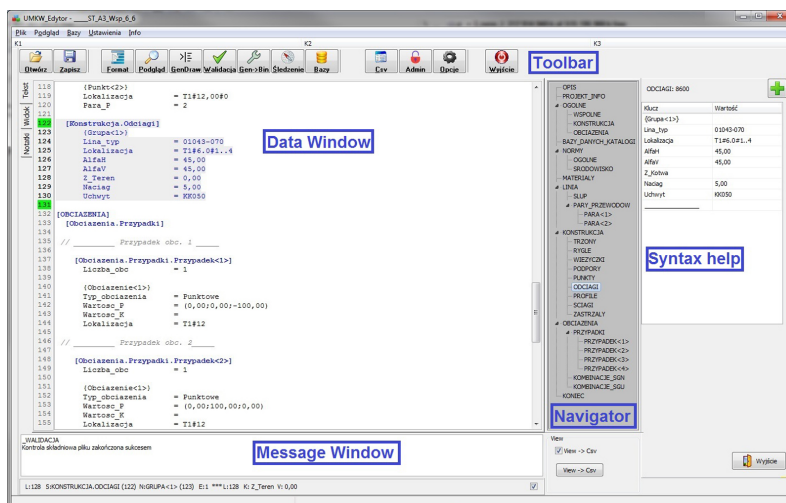 UMKW_Edytor - ____ST_A3_Wsp_6_6
Plik Podgląd Bazy Ustawienia Info
K1 K2 K3
Otwórz Zapisz Format Podgląd GenDraw Walidacja Gen->Bin Śledzenie Bazy Csv Admin Opcje Wyjście
Toolbar
Tekst
Widok
Notatki
118 {Punkt<2>}
119 Lokalizacja = T1#12,00#0
120 Para_P = 2
121
122 [Konstrukcja.Odciagi]
123 {Grupa<1>}
124 Lina_typ = 01043-070
125 Lokalizacja = T1#6.0#1..4
126 AlfaH = 45,00
127 AlfaV = 45,00
128 Z_Teren = 0,00
129 Naciag = 5,00
130 Uchwyt = KK050
131
132 [OBCIAZENIA]
133 [Obciazenia.Przypadki]
134
135 // _________ Przypadek obc. 1 _____
136
137 [Obciazenia.Przypadki.Przypadek<1>]
138 Liczba_obc = 1
139
140 {Obciazenie<1>}
141 Typ_obciazenia = Punktowe
142 Wartosc_P = (0,00;0,00;-100,00)
143 Wartosc_K =
144 Lokalizacja = T1#12
145
146 // _________ Przypadek obc. 2_____
147
148 [Obciazenia.Przypadki.Przypadek<2>]
149 Liczba_obc = 1
150
151 {Obciazenie<1>}
152 Typ_obciazenia = Punktowe
153 Wartosc_P = (0,00;100,00;0,00)
154 Wartosc_K =
155 Lokalizacja = T1#12
Data Window
OPIS
PROJEKT_INFO
OGOLNE
WSPOLNE
KONSTRUKCJA
OBCIAZENIA
BAZY_DANYCH_KATALOGI
NORMY
OGOLNE
SRODOWISKO
MATERIALY
LINIA
SLUP
PARY_PRZEWODOW
PARA<1>
PARA<2>
KONSTRUKCJA
TRZONY
RYGLE
WIEZYCZKI
PODPORY
PUNKTY
ODCIAGI
PROFILE
SCIAGI
ZASTRZALY
OBCIAZENIA
PRZYPADKI
PRZYPADEK<1>
PRZYPADEK<2>
PRZYPADEK<3>
PRZYPADEK<4>
KOMBINACJE_SGN
KOMBINACJE_SGU
KONIEC
Navigator
ODCIAGI: 8600
Klucz Wartość
{Grupa<1>}
Lina_typ 01043-070
Lokalizacja T1#6.0#1..4
AlfaH 45,00
AlfaV 45,00
Z_Kotwa
Naciag 5,00
Uchwyt KK050
Syntax help
_WALIDACJA
Kontrola składniowa pliku zakończona sukcesem
Message Window
View
View -> Csv
View -> Csv
Wyjście
L:128 S:KONSTRUKCJA.ODCIAGI (122) N:GRUPA<1> (123) E:1 ***L:128 K: Z_Teren V: 0,00